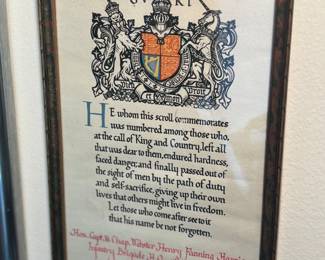 HE whom this scroll commemorates
was numbered among those who,
at the call of King and Country, left all
that was dear to them, endured hardness,
faced danger, and finally passed out of
the sight of men by the path of duty
and self-sacrifice, giving up their own
lives that others might live in freedom.
Let those who come after see to it
that his name be not forgotten.
Hon. Capt. & Chap. Webster Henry Fanning
Infantry Brigade